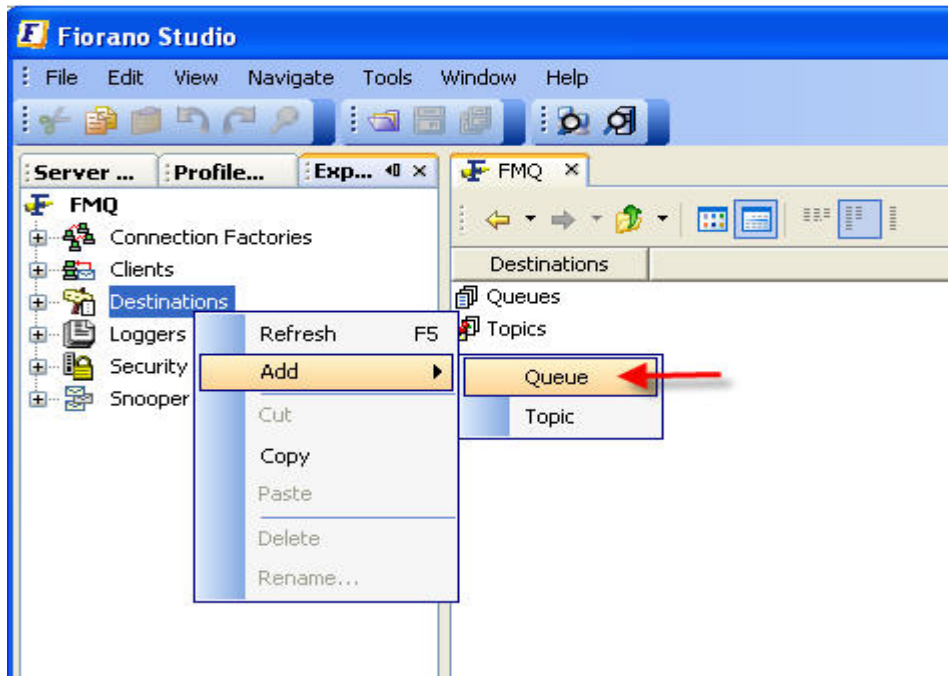 Fiorano Studio
File Edit View Navigate Tools Window Help
Server ... Profile... Exp...
FMQ
FMQ
Connection Factories
Clients
Destinations
Loggers
Security
Snooper
Destinations
Queues
Topics
Refresh F5
Add
Cut
Copy
Paste
Delete
Rename...
Queue
Topic